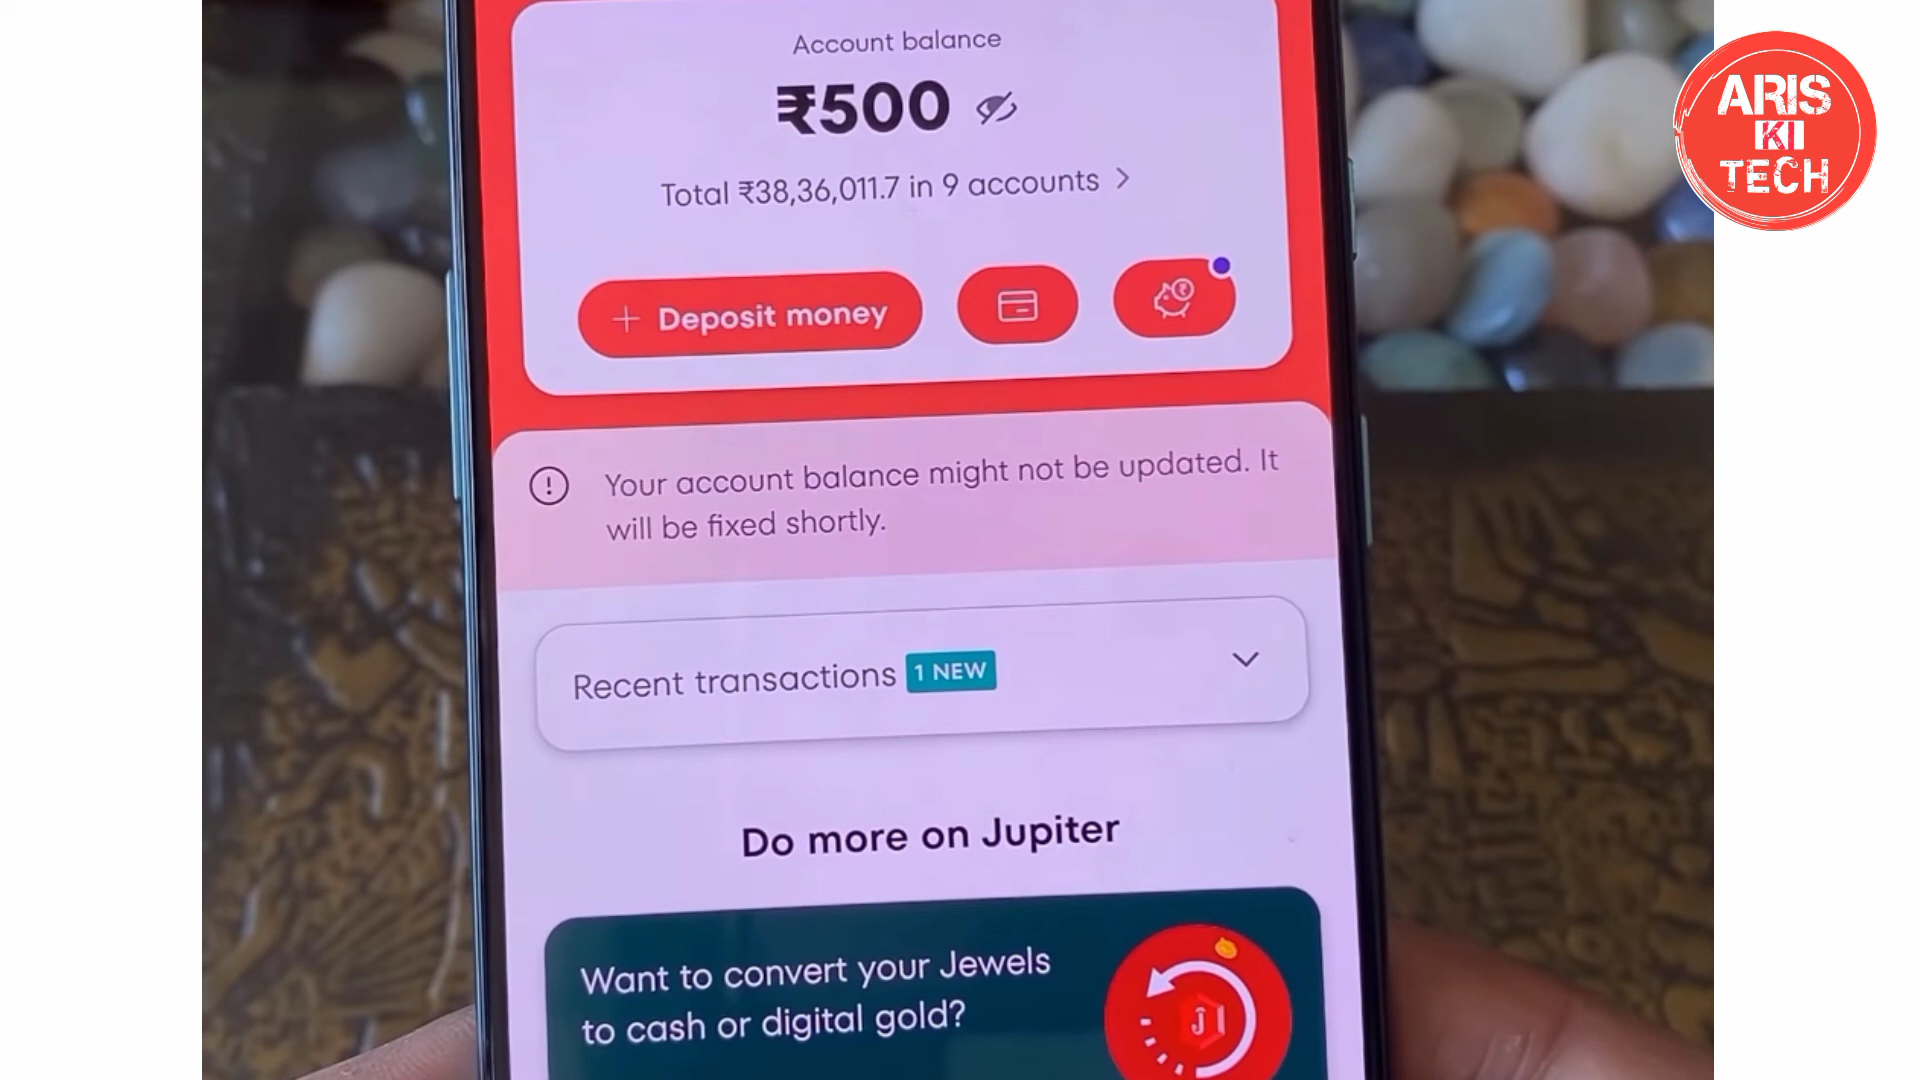 Account balance
₹500
Total ₹38,36,011.7 in 9 accounts >
+ Deposit money
Your account balance might not be updated. It
will be fixed shortly.
Recent transactions 1 NEW
Do more on Jupiter
Want to convert your Jewels
to cash or digital gold?
J
ARIS
KI
TECH